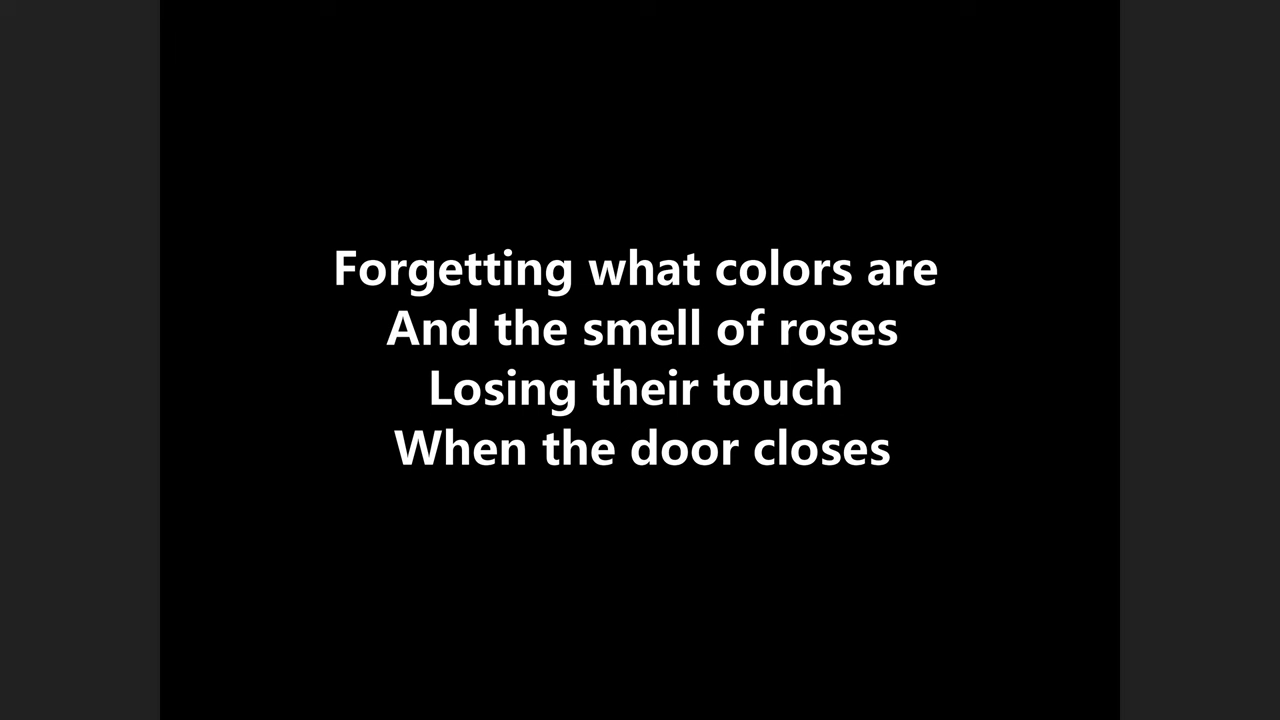 Forgetting what colors are
And the smell of roses
Losing their touch
When the door closes